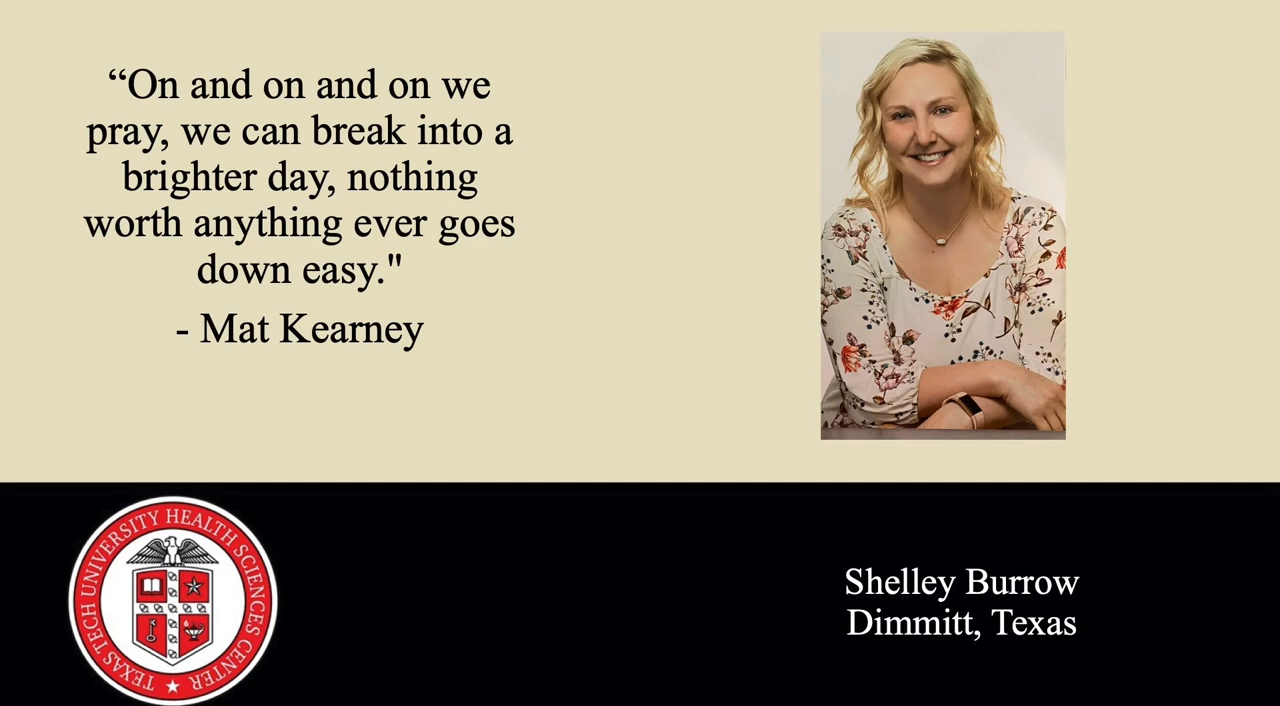 “On and on and on we
pray, we can break into a
brighter day, nothing
worth anything ever goes
down easy."
- Mat Kearney
TEXAS TECH UNIVERSITY HEALTH SCIENCES CENTER
Shelley Burrow
Dimmitt, Texas